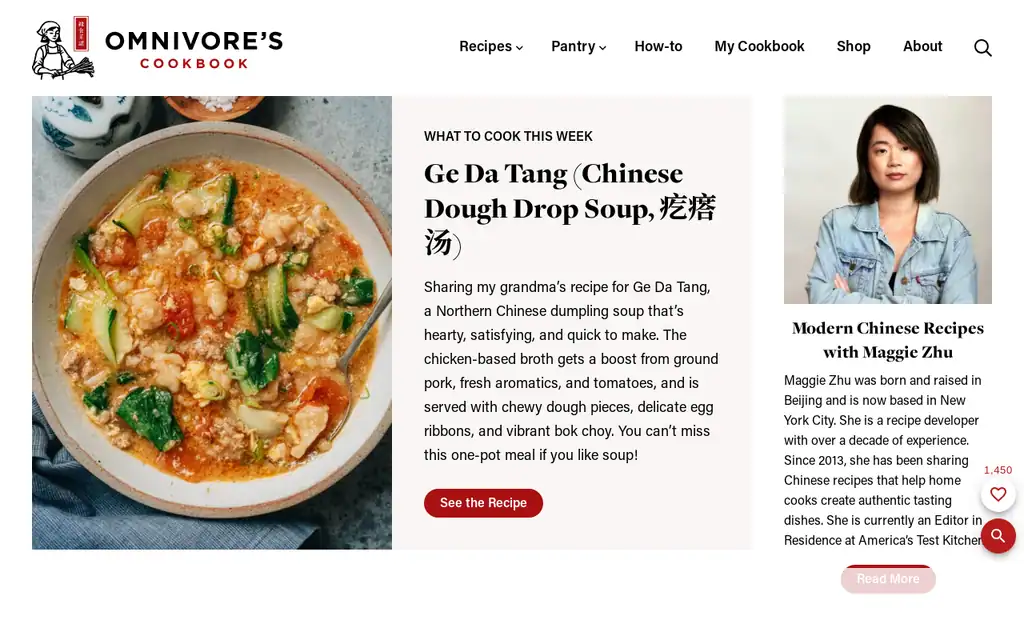 OMNIVORE'S
COOKBOOK
Recipes
Pantry
How-to
My Cookbook
Shop
About
WHAT TO COOK THIS WEEK
Ge Da Tang (Chinese
Dough Drop Soup, 疙瘩
汤)
Sharing my grandma's recipe for Ge Da Tang,
a Northern Chinese dumpling soup that's
hearty, satisfying, and quick to make. The
chicken-based broth gets a boost from ground
pork, fresh aromatics, and tomatoes, and is
served with chewy dough pieces, delicate egg
ribbons, and vibrant bok choy. You can't miss
this one-pot meal if you like soup!
See the Recipe
Modern Chinese Recipes
with Maggie Zhu
Maggie Zhu was born and raised in
Beijing and is now based in New
York City. She is a recipe developer
with over a decade of experience.
Since 2013, she has been sharing
Chinese recipes that help home
cooks create authentic tasting
dishes. She is currently an Editor in
Residence at America's Test Kitchen
Read More
1,450